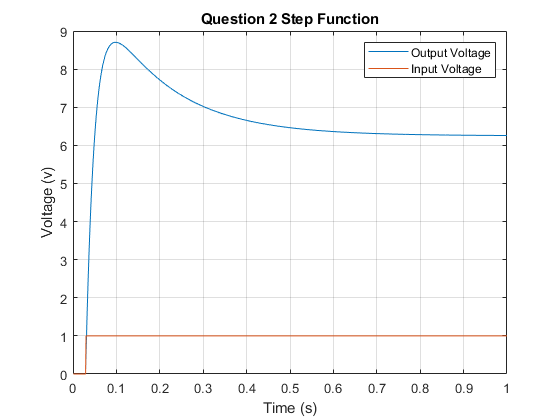 Question 2 Step Function
Output Voltage
Input Voltage
9
8
7
6
5
4
3
2
1
0
Voltage (v)
0 0.1 0.2 0.3 0.4 0.5 0.6 0.7 0.8 0.9 1
Time (s)